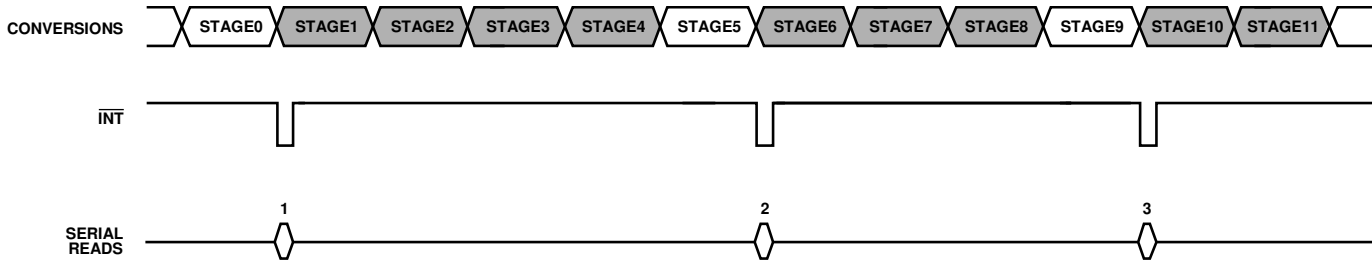 CONVERSIONS
STAGE0 STAGE1 STAGE2 STAGE3 STAGE4 STAGE5 STAGE6 STAGE7 STAGE8 STAGE9 STAGE10 STAGE11
INT
1 2 3
SERIAL
READS